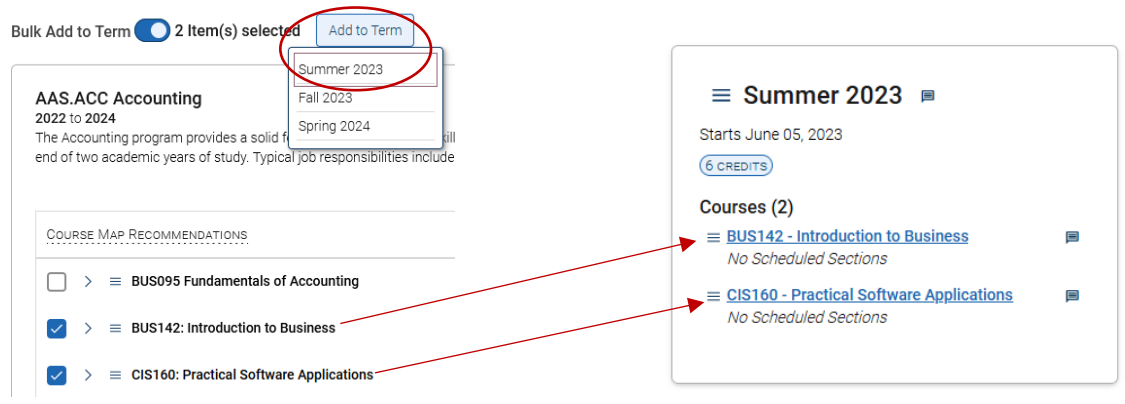 Bulk Add to Term 2 Item(s) selected Add to Term
Summer 2023
Fall 2023
Spring 2024
AAS.ACC Accounting
2022 to 2024
The Accounting program provides a solid
end of two academic years of study. Typical job responsibilities include
COURSE MAP RECOMMENDATIONS
BUS095 Fundamentals of Accounting
BUS142: Introduction to Business
CIS160: Practical Software Applications
Summer 2023
Starts June 05, 2023
6 CREDITS
Courses (2)
BUS142 - Introduction to Business
No Scheduled Sections
CIS160 - Practical Software Applications
No Scheduled Sections